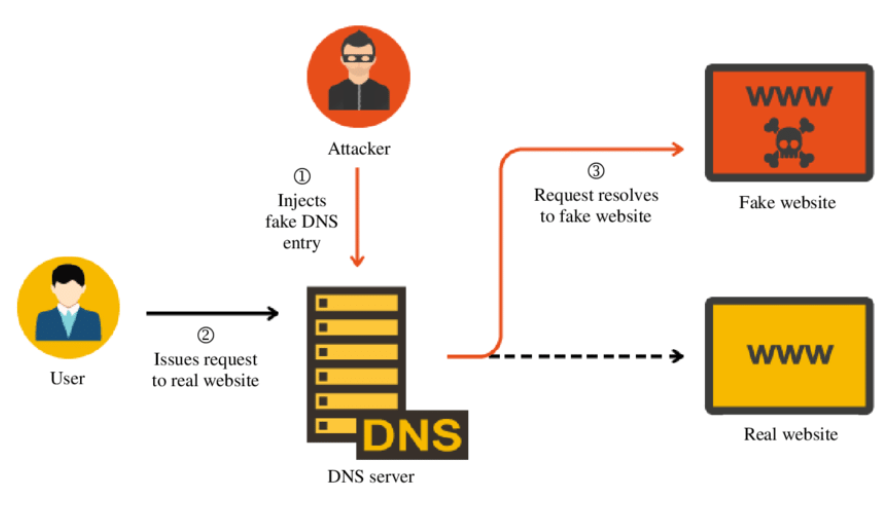 Attacker
①
Injects
fake DNS
entry
③
Request resolves
to fake website
www
Fake website
User
②
Issues request
to real website
DNS
DNS server
www
Real website